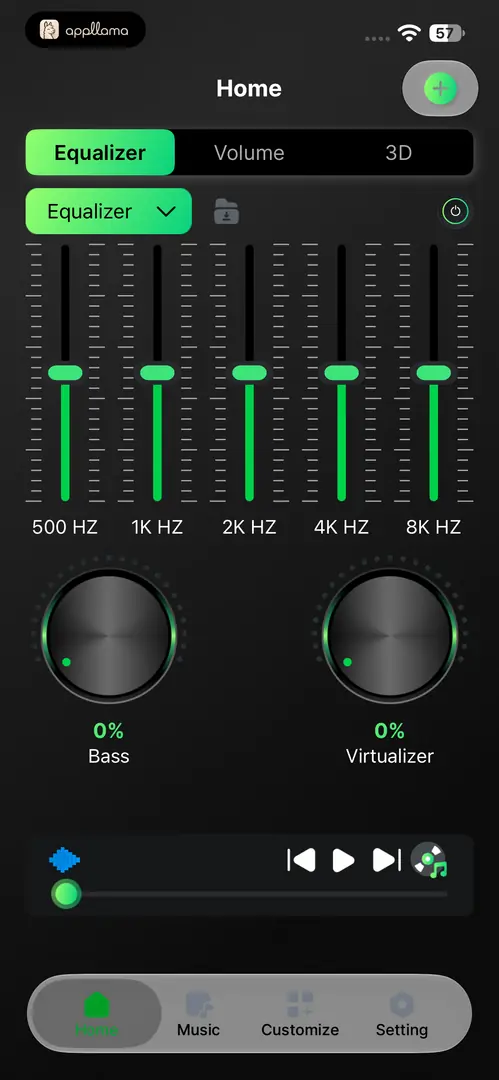 appllama
57
Home
Equalizer Volume 3D
Equalizer
500 HZ 1K HZ 2K HZ 4K HZ 8K HZ
0% 0%
Bass Virtualizer
Home Music Customize Setting